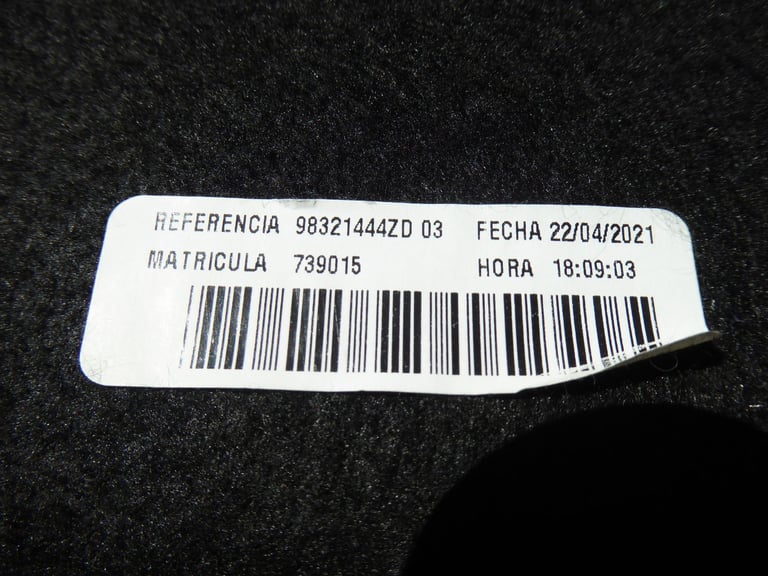 REFERENCIA 98321444ZD 03 FECHA 22/04/2021
MATRICULA 739015 HORA 18:09:03